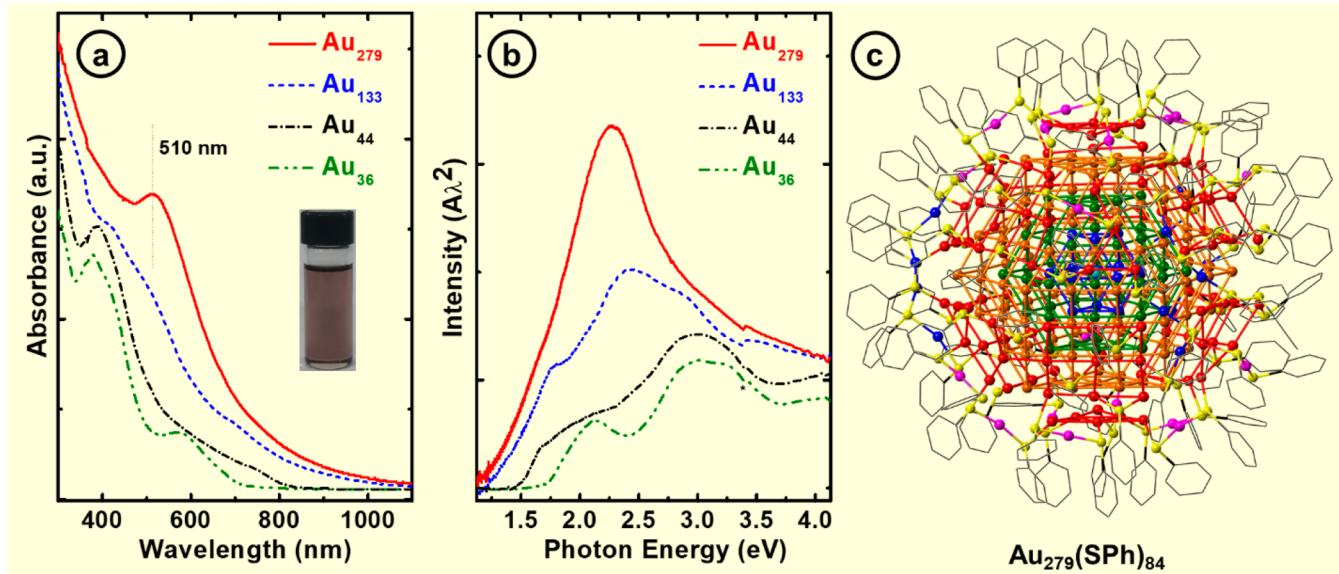 a
Au279
Au133
Au44
Au36
510 nm
Absorbance (a.u.)
400 600 800 1000
Wavelength (nm)
b
Au279
Au133
Au44
Au36
*
Intensity (Aλ²)
1.5 2.0 2.5 3.0 3.5 4.0
Photon Energy (eV)
c
Au279(SPh)84